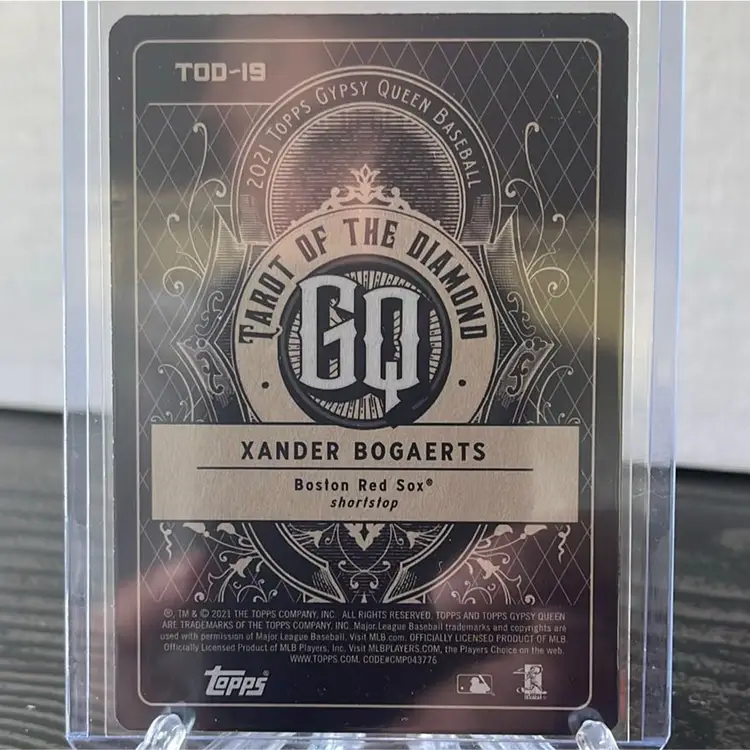 TOD-19
2021 TOPPS GYPSY QUEEN BASEBALL
TAROT OF THE DIAMOND
GQ
XANDER BOGAERTS
Boston Red Sox®
shortstop
®, TM & © 2021 THE TOPPS COMPANY, INC. ALL RIGHTS RESERVED. TOPPS AND TOPPS GYPSY QUEEN
ARE TRADEMARKS OF THE TOPPS COMPANY, INC. Major League Baseball trademarks and copyrights are
used with permission of Major League Baseball. Visit MLB.com. OFFICIALLY LICENSED PRODUCT OF MLB
Officially Licensed Product of MLB Players, Inc. Visit MLBPLAYERS.COM, the Players Choice on the web.
WWW.TOPPS.COM. CODE#CMP043776
topps